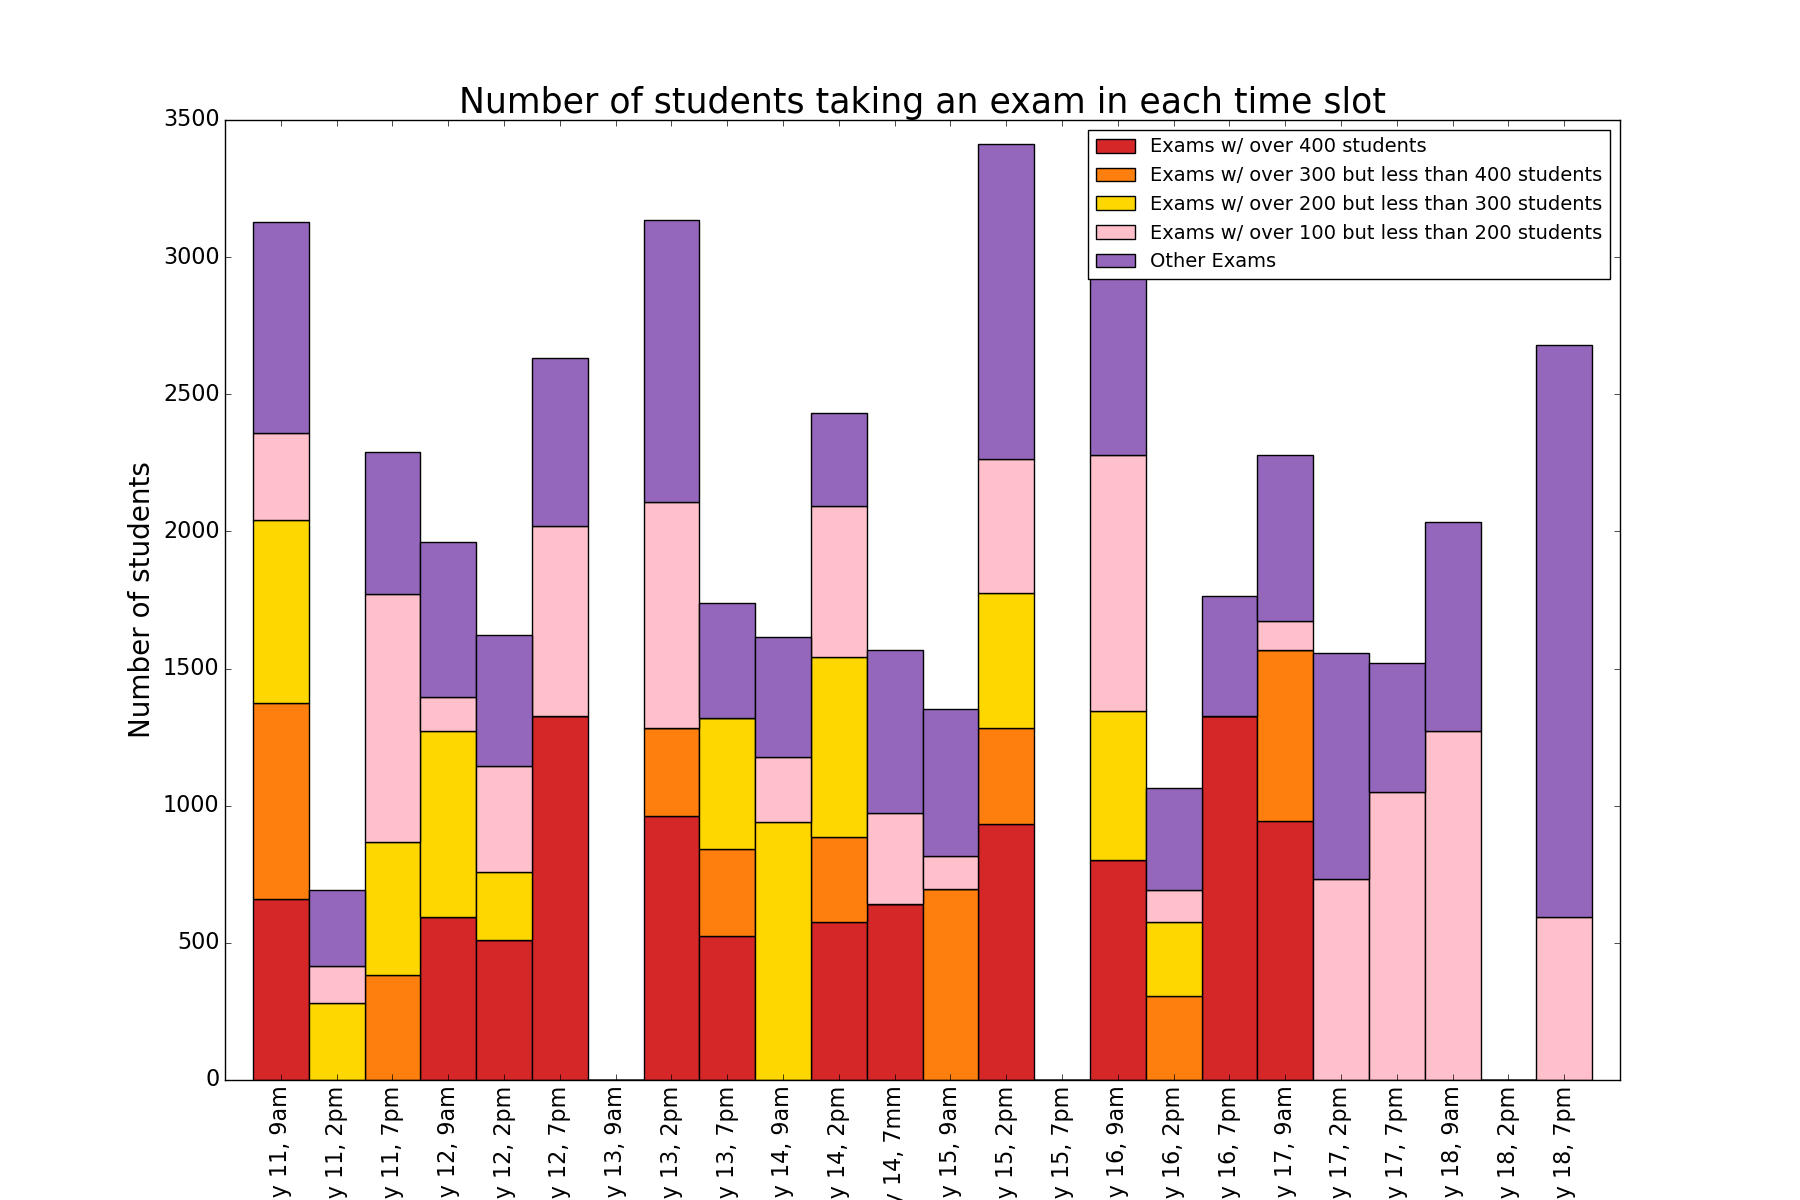 Number of students taking an exam in each time slot
3500
3000
2500
2000
1500
1000
500
0
Number of students
Exams w/ over 400 students
Exams w/ over 300 but less than 400 students
Exams w/ over 200 but less than 300 students
Exams w/ over 100 but less than 200 students
Other Exams
y 11, 9am
y 11, 2pm
y 11, 7pm
y 12, 9am
y 12, 2pm
y 12, 7pm
y 13, 9am
y 13, 2pm
y 13, 7pm
y 14, 9am
y 14, 2pm
y 14, 7mm
y 15, 9am
y 15, 2pm
y 15, 7pm
y 16, 9am
y 16, 2pm
y 16, 7pm
y 17, 9am
y 17, 2pm
y 17, 7pm
y 18, 9am
y 18, 2pm
y 18, 7pm